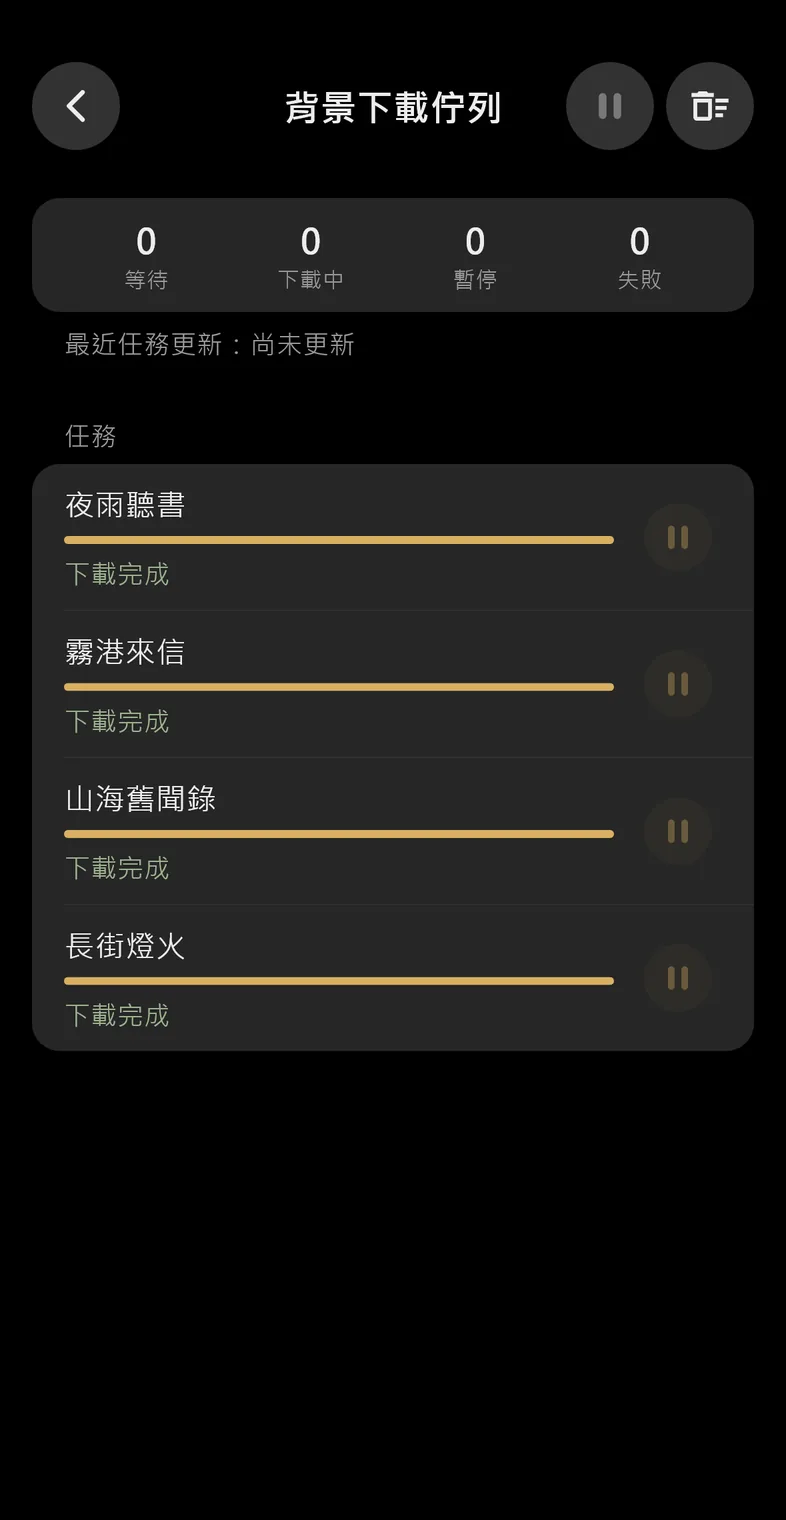 背景下載佇列
0 0 0 0
等待 下載中 暫停 失敗
最近任務更新：尚未更新
任務
夜雨聽書
下載完成
霧港來信
下載完成
山海舊聞錄
下載完成
長街燈火
下載完成